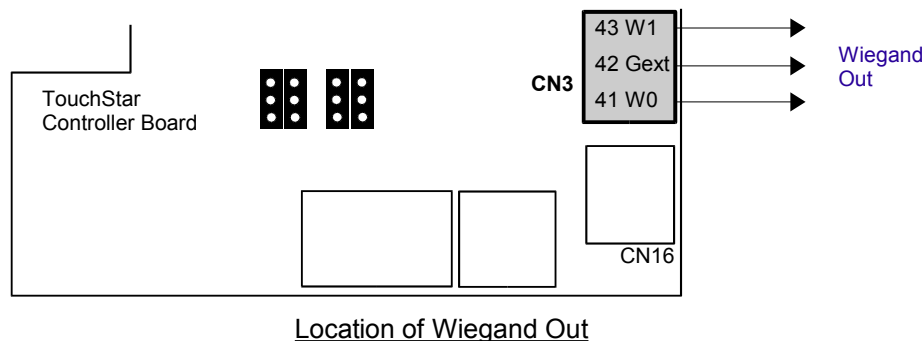 43 W1
42 Gext
41 W0
CN3
Wiegand
Out
TouchStar
Controller Board
CN16
Location of Wiegand Out